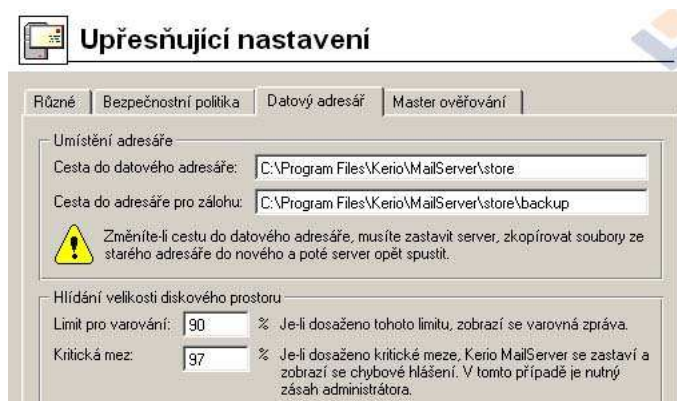 Upřesňující nastavení
Různé Bezpečnostní politika Datový adresář Master ověřování
Umístění adresáře
Cesta do datového adresáře: C:\Program Files\Kerio\MailServer\store
Cesta do adresáře pro zálohu: C:\Program Files\Kerio\MailServer\store\backup
Změníte-li cestu do datového adresáře, musíte zastavit server, zkopírovat soubory ze
starého adresáře do nového a poté server opět spustit.
Hlídání velikosti diskového prostoru
Limit pro varování: 90 % Je-li dosaženo tohoto limitu, zobrazí se varovná zpráva.
Kritická mez: 97 % Je-li dosaženo kritické meze, Kerio MailServer se zastaví a
zobrazí se chybové hlášení. V tomto případě je nutný
zásah administrátora.